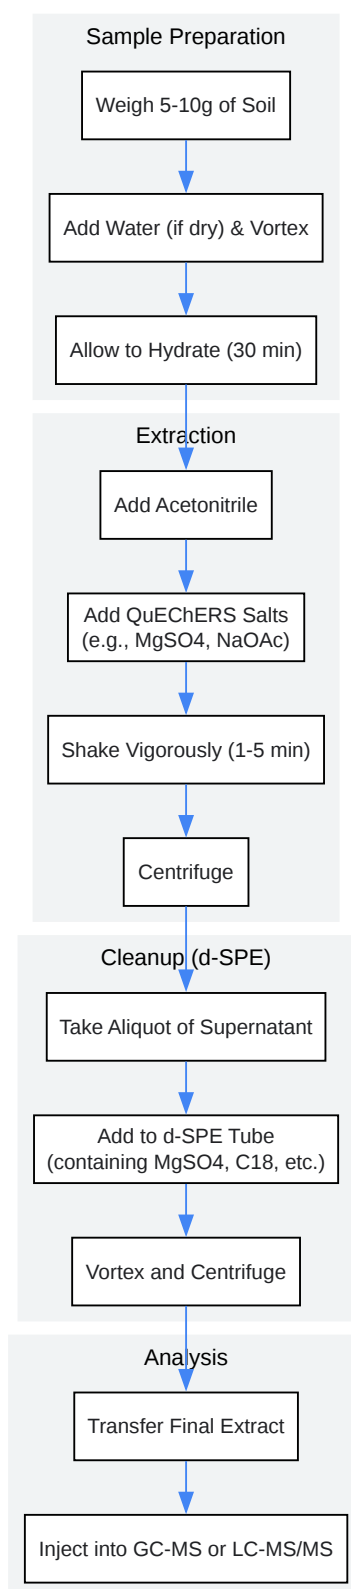 Sample Preparation
Weigh 5-10g of Soil
Add Water (if dry) & Vortex
Allow to Hydrate (30 min)
Extraction
Add Acetonitrile
Add QuEChERS Salts
(e.g., MgSO4, NaOAc)
Shake Vigorously (1-5 min)
Centrifuge
Cleanup (d-SPE)
Take Aliquot of Supernatant
Add to d-SPE Tube
(containing MgSO4, C18, etc.)
Vortex and Centrifuge
Analysis
Transfer Final Extract
Inject into GC-MS or LC-MS/MS